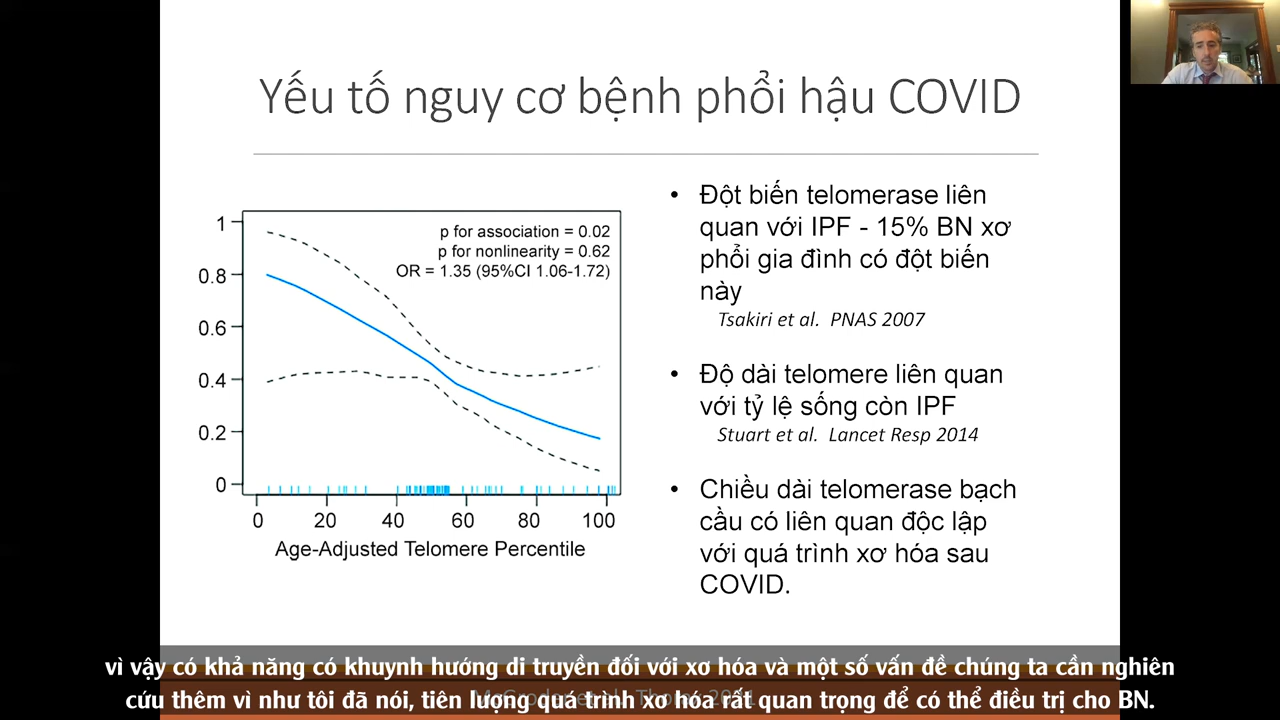 Yếu tố nguy cơ bệnh phổi hậu COVID
1
0.8
0.6
0.4
0.2
0
0 20 40 60 80 100
Age-Adjusted Telomere Percentile
p for association = 0.02
p for nonlinearity = 0.62
OR = 1.35 (95%CI 1.06-1.72)
• Đột biến telomerase liên
quan với IPF - 15% BN xơ
phổi gia đình có đột biến
này
Tsakiri et al. PNAS 2007
• Độ dài telomere liên quan
với tỷ lệ sống còn IPF
Stuart et al. Lancet Resp 2014
• Chiều dài telomerase bạch
cầu có liên quan độc lập
với quá trình xơ hóa sau
COVID.
vì vậy có khả năng có khuynh hướng di truyền đối với xơ hóa và một số vấn đề chúng ta cần nghiên
cứu thêm vì như tôi đã nói, tiên lượng quá trình xơ hóa rất quan trọng để có thể điều trị cho BN.